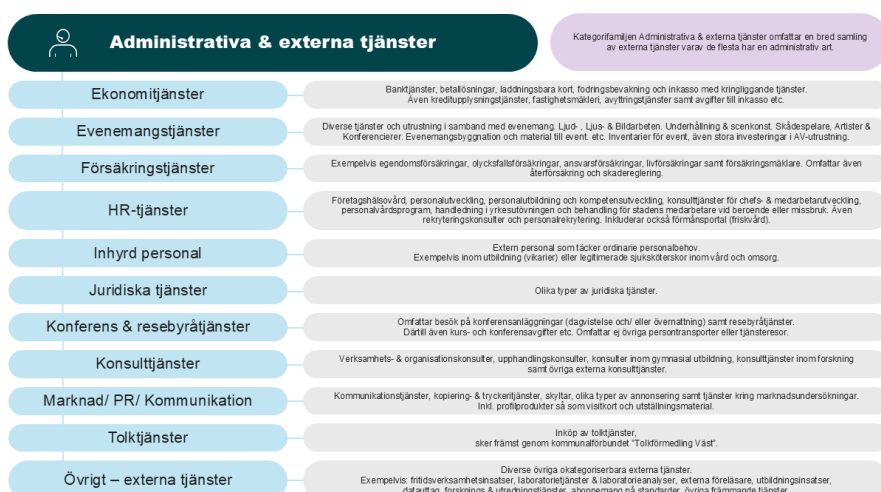 Administrativa & externa tjänster
Kategorifamiljen Administrativa & externa tjänster omfattar en bred samling
av externa tjänster varav de flesta har en administrativ art.
Ekonomitjänster
Banktjänster, betallösningar, laddningsbara kort, fodringsbevakning och inkasso med kringliggande tjänster.
Även kreditupplysningstjänster, fastighetsmäkleri, avyttringstjänster samt avgifter till inkasso etc.
Evenemangstjänster
Diverse tjänster och utrustning i samband med evenemang. Ljud- , Ljus- & Bildarbeten. Underhållning & scenkonst. Skådespelare, Artister &
Konferencierer. Evenemangsbyggnation och material till event. etc. Inventarier för event, även stora investeringar i AV-utrustning.
Försäkringstjänster
Exempelvis egendomsförsäkringar, olycksfallsförsäkringar, ansvarsförsäkringar, livförsäkringar samt försäkringsmäklare. Omfattar även
återförsäkring och skadereglering.
HR-tjänster
Företagshälsovård, personalutveckling, personalutbildning och kompetensutveckling, konsulttjänster för chefs- & medarbetarutveckling,
personalvårdsprogram, handledning i yrkesutövningen och behandling för stadens medarbetare vid beroende eller missbruk. Även
rekryteringskonsulter och personalrekrytering. Inkluderar också förmånsportal (friskvård).
Inhyrd personal
Extern personal som täcker ordinarie personalbehov.
Exempelvis inom utbildning (vikarier) eller legitimerade sjuksköterskor inom vård och omsorg.
Juridiska tjänster
Olika typer av juridiska tjänster.
Konferens & resebyråtjänster
Omfattar besök på konferensanläggningar (dagvistelse och/ eller övernattning) samt resebyråtjänster.
Därtill även kurs- och konferensavgifter etc. Omfattar ej övriga persontransporter eller tjänsteresor.
Konsulttjänster
Verksamhets- & organisationskonsulter, upphandlingskonsulter, konsulter inom gymnasial utbildning, konsulttjänster inom forskning
samt övriga externa konsulttjänster.
Marknad/ PR/ Kommunikation
Kommunikationstjänster, kopiering- & tryckeritjänster, skyltar, olika typer av annonsering samt tjänster kring marknadsundersökningar.
Inkl. profilprodukter så som visitkort och utställningsmaterial.
Tolktjänster
Inköp av tolktjänster,
sker främst genom kommunalförbundet "Tolkförmedling Väst".
Övrigt – externa tjänster
Diverse övriga okategoriserbara externa tjänster.
Exempelvis: fritidsverksamhetsinsatser, laboratorietjänster & laboratorieanalyser, externa föreläsare, utbildningsinsatser,
datauttag, forsknings & utredningstjänster, abonnemang på standarder, övriga främmande tjänster